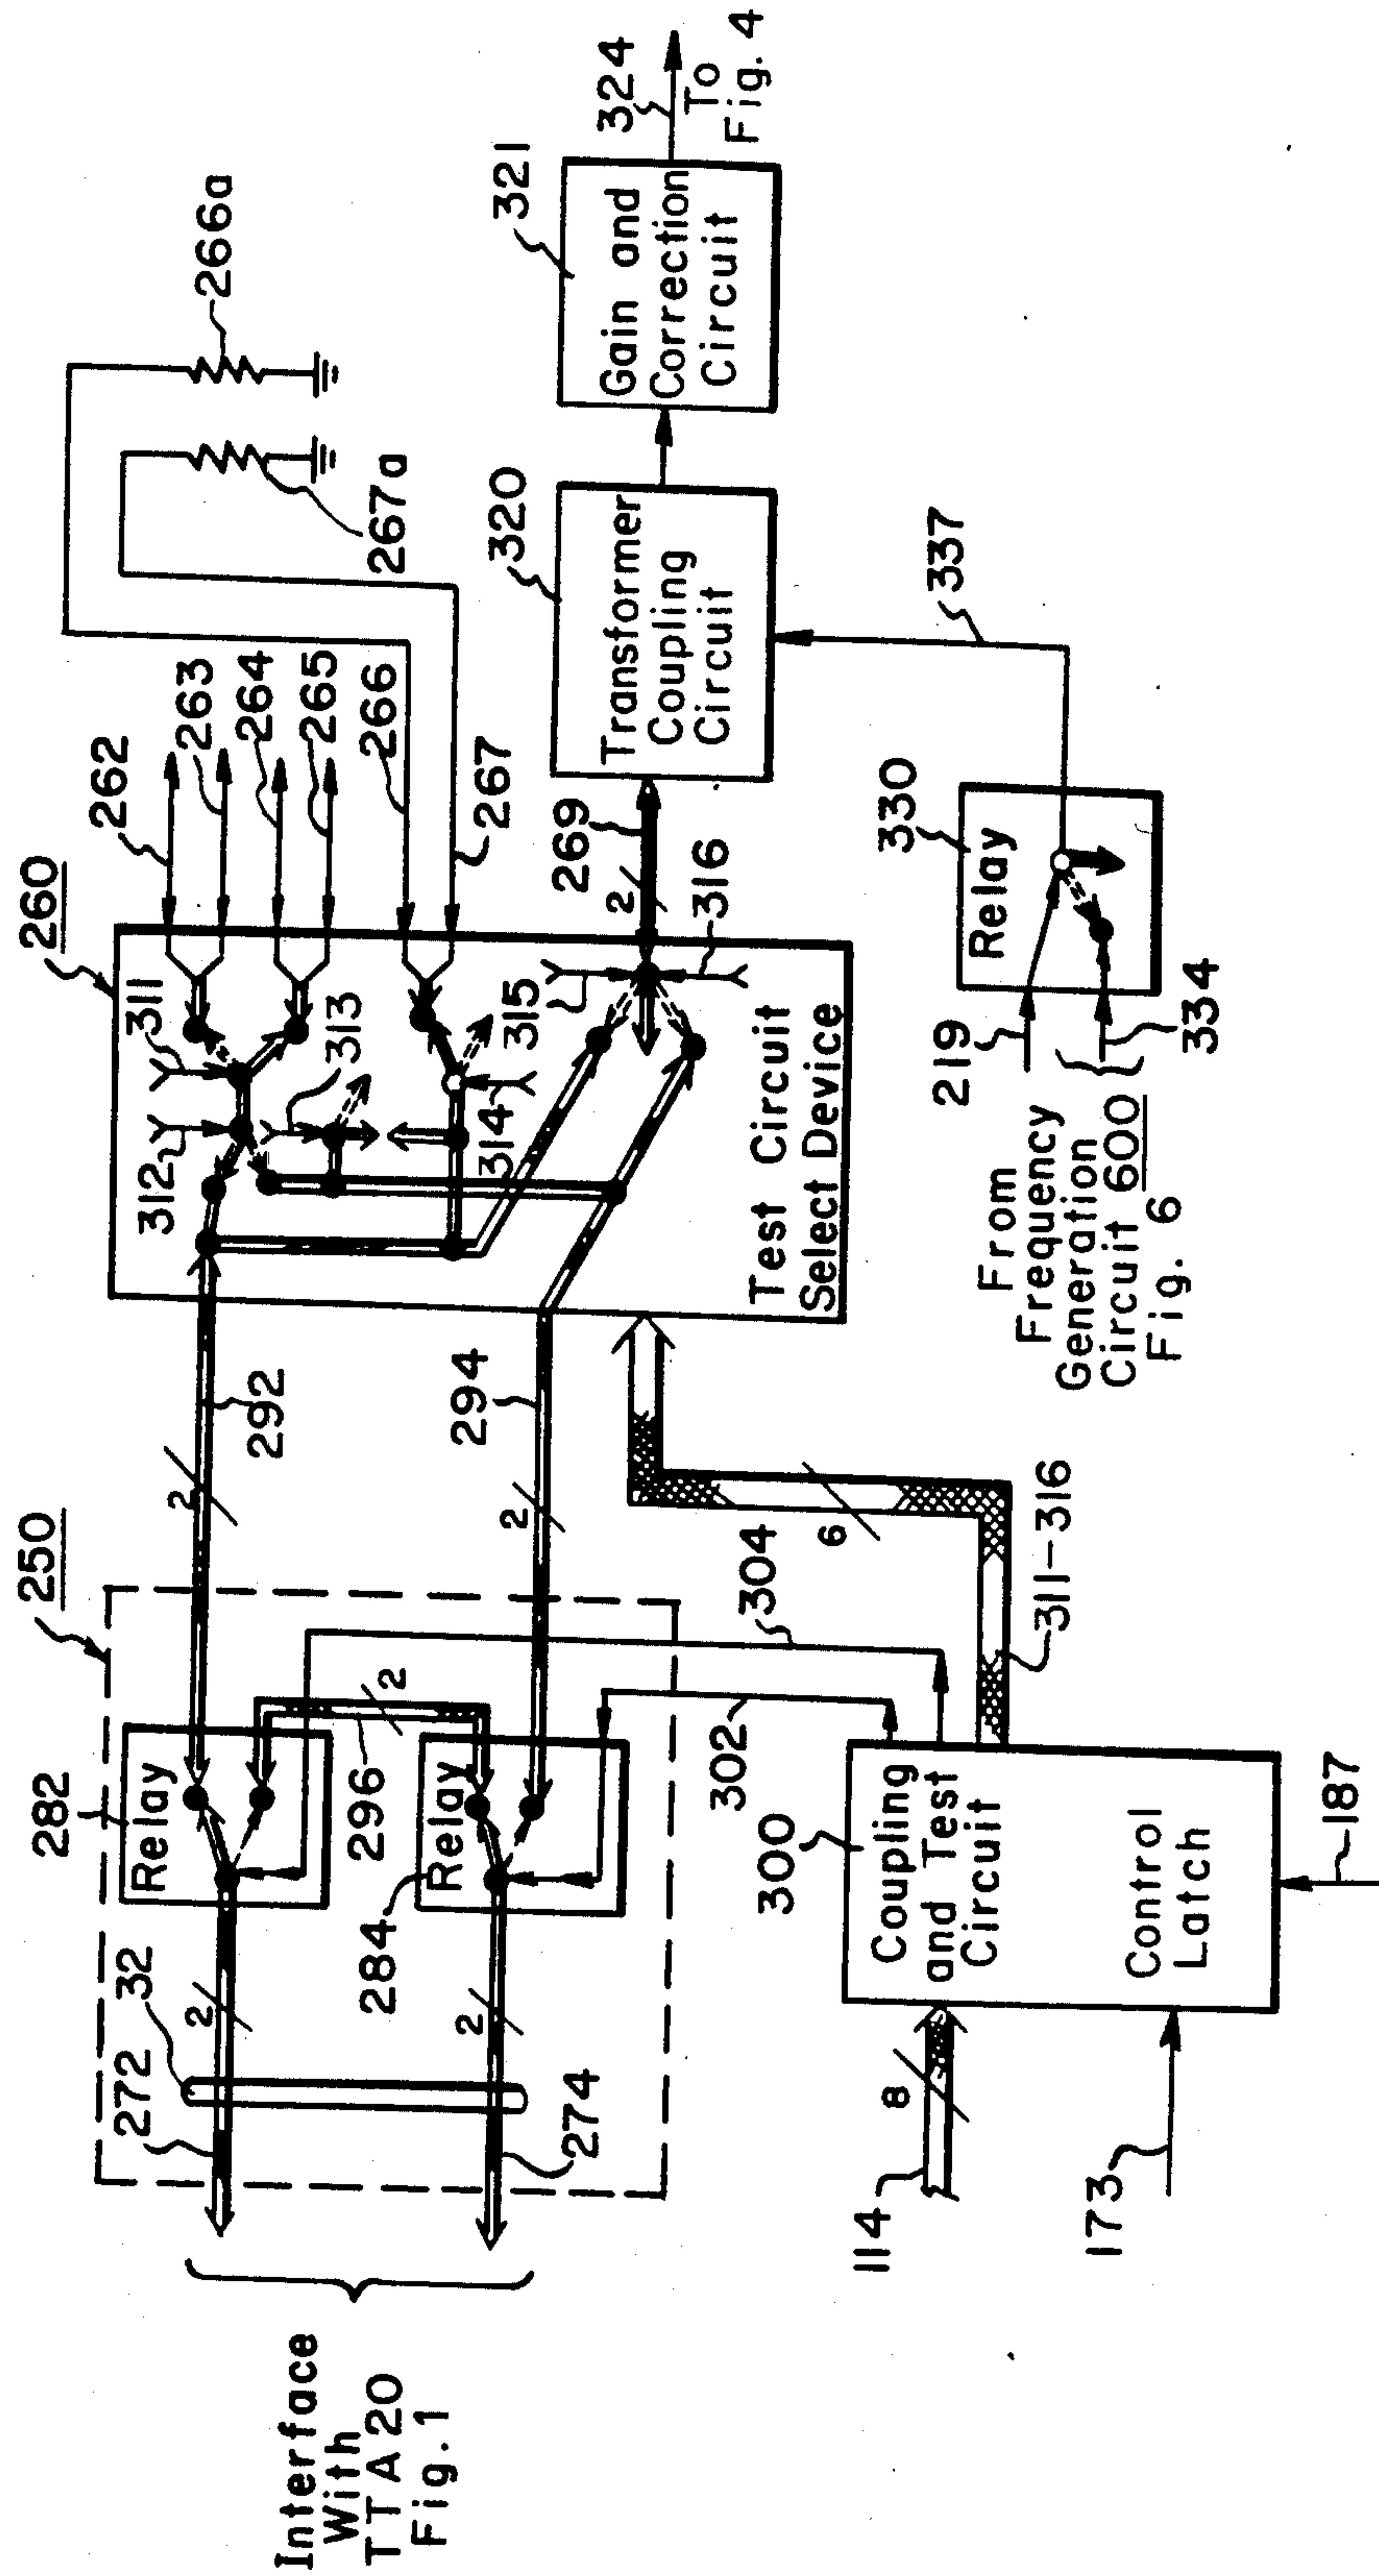 Interface
With
TTA20
Fig. 1
272
32
274
250
282
Relay
284
Relay
296
2
2
2
2
2
292
294
302
304
300
Coupling
and Test
Circuit
Control
Latch
114
8
173
187
311-316
6
260
312
311
313
314
315
316
Test Circuit
Select Device
262
263
264
265
266
267
266a
267a
269
2
320
Transformer
Coupling
Circuit
321
Gain and
Correction
Circuit
324
To
Fig. 4
337
330
Relay
219
334
From
Frequency
Generation
Circuit 600
Fig. 6